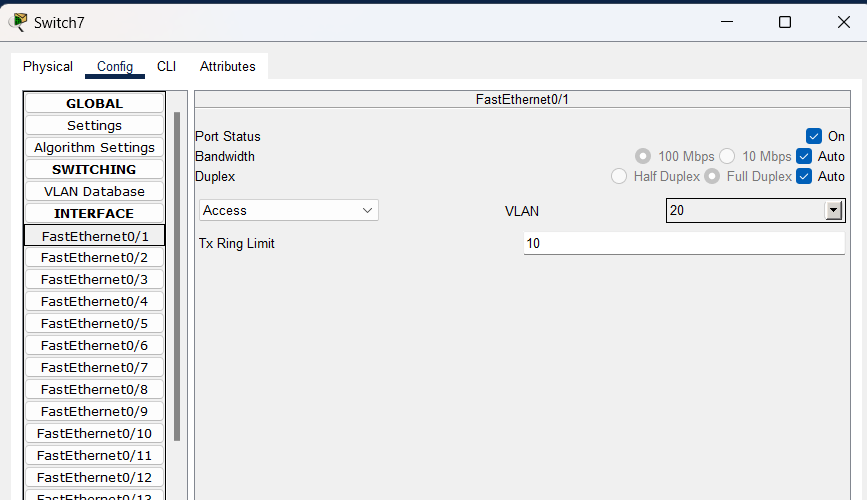 Switch7
Physical Config CLI Attributes
GLOBAL
Settings
Algorithm Settings
SWITCHING
VLAN Database
INTERFACE
FastEthernet0/1
FastEthernet0/2
FastEthernet0/3
FastEthernet0/4
FastEthernet0/5
FastEthernet0/6
FastEthernet0/7
FastEthernet0/8
FastEthernet0/9
FastEthernet0/10
FastEthernet0/11
FastEthernet0/12
FastEthernet0/13
FastEthernet0/1
Port Status On
Bandwidth 100 Mbps 10 Mbps Auto
Duplex Half Duplex Full Duplex Auto
Access VLAN 20
Tx Ring Limit 10